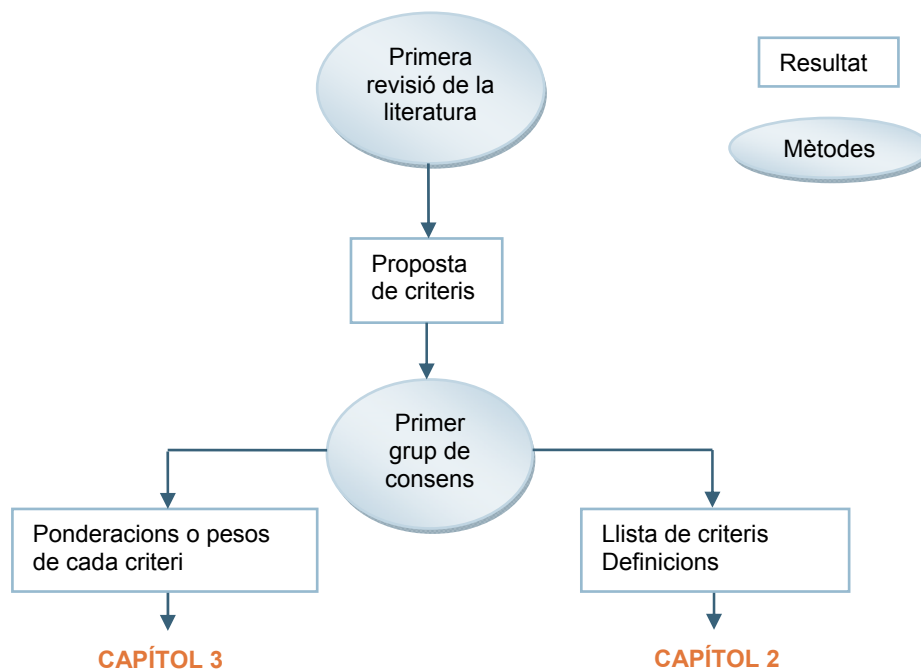 Primera
revisió de la
literatura
Resultat
Mètodes
Proposta
de criteris
Primer
grup de
consens
Ponderacions o pesos
de cada criteri
Llista de criteris
Definicions
CAPÍTOL 3
CAPÍTOL 2